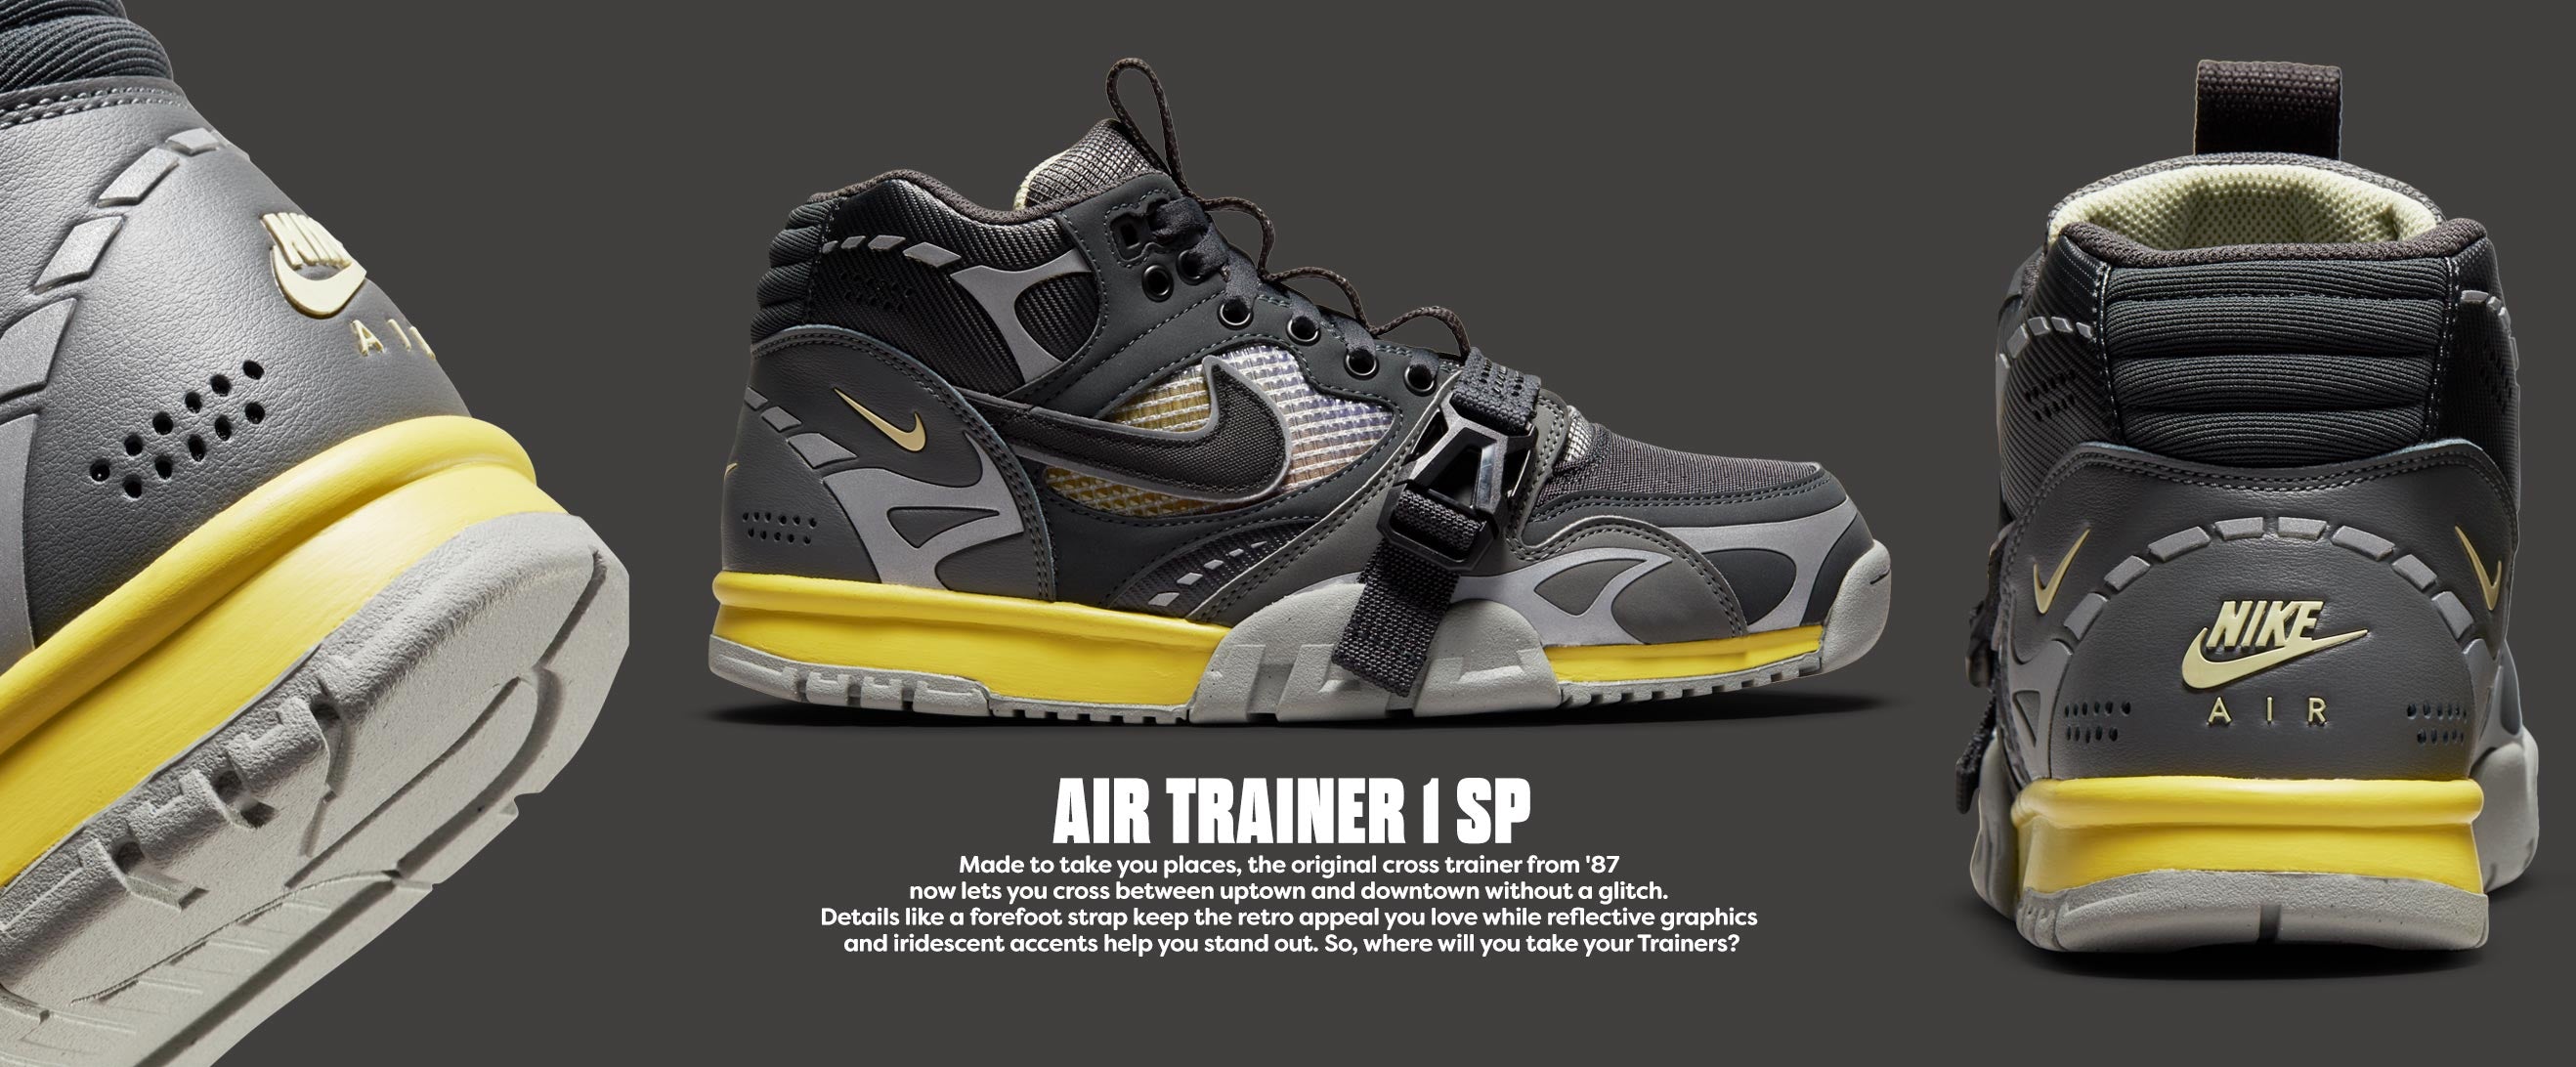 NIKE
AIR
NIKE
AIR
AIR TRAINER 1 SP
Made to take you places, the original cross trainer from '87
now lets you cross between uptown and downtown without a glitch.
Details like a forefoot strap keep the retro appeal you love while reflective graphics
and iridescent accents help you stand out. So, where will you take your Trainers?